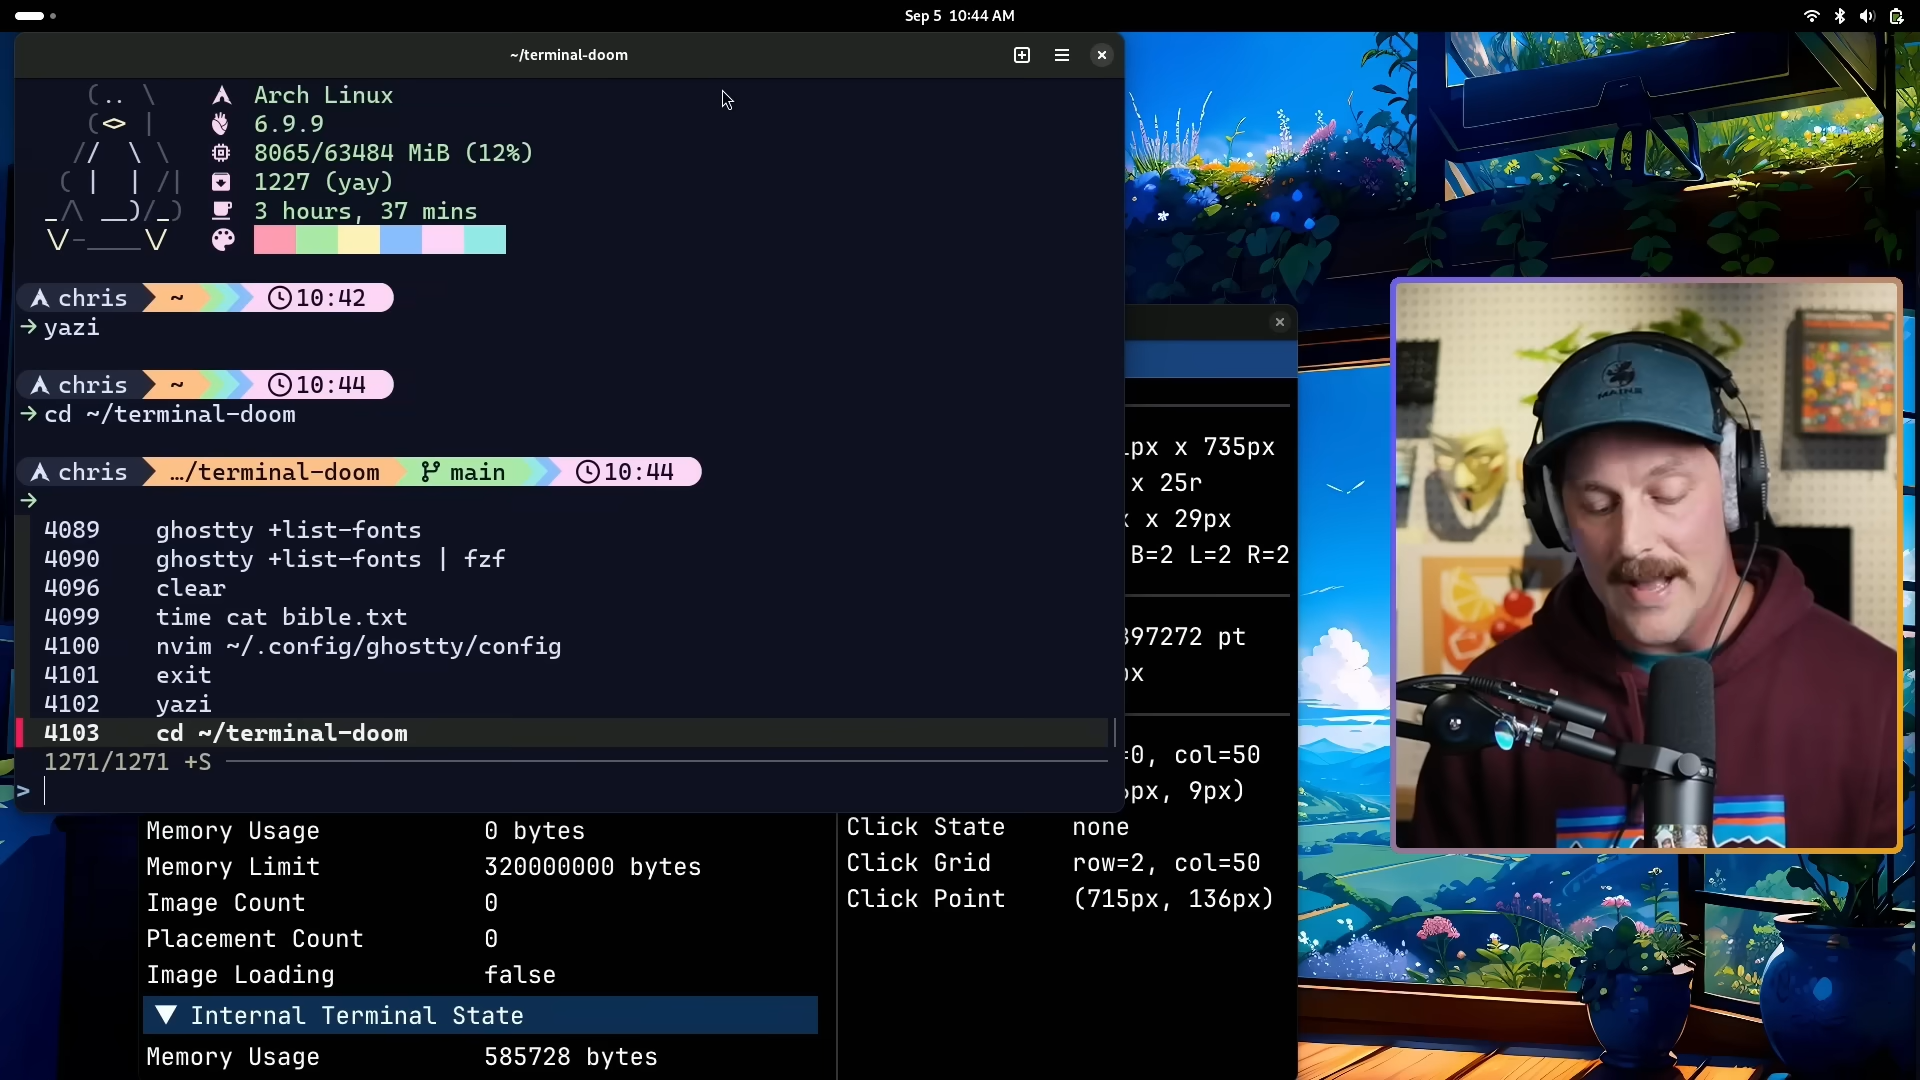 Sep 5 10:44 AM
~/terminal-doom
Arch Linux
6.9.9
8065/63484 MiB (12%)
1227 (yay)
3 hours, 37 mins
chris ~ 10:42
yazi
chris ~ 10:44
cd ~/terminal-doom
chris …/terminal-doom main 10:44
4089 ghostty +list-fonts
4090 ghostty +list-fonts | fzf
4096 clear
4099 time cat bible.txt
4100 nvim ~/.config/ghostty/config
4101 exit
4102 yazi
4103 cd ~/terminal-doom
1271/1271 +S
>
px x 735px
x 25r
x 29px
B=2 L=2 R=2
397272 pt
px
=0, col=50
px, 9px)
Memory Usage 0 bytes
Memory Limit 320000000 bytes
Image Count 0
Placement Count 0
Image Loading false
▼ Internal Terminal State
Memory Usage 585728 bytes
Click State none
Click Grid row=2, col=50
Click Point (715px, 136px)
MAINE